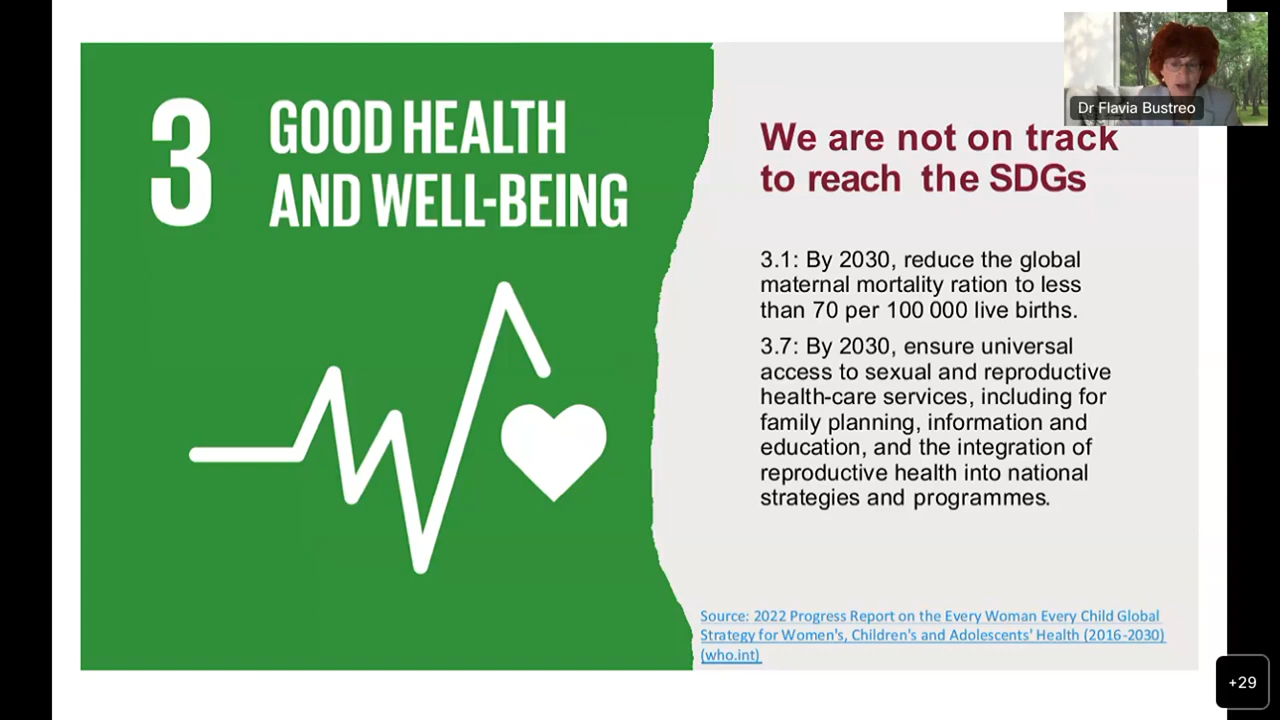 3
GOOD HEALTH
AND WELL-BEING
Dr Flavia Bustreo
We are not on track
to reach the SDGs
3.1: By 2030, reduce the global
maternal mortality ration to less
than 70 per 100 000 live births.
3.7: By 2030, ensure universal
access to sexual and reproductive
health-care services, including for
family planning, information and
education, and the integration of
reproductive health into national
strategies and programmes.
Source: 2022 Progress Report on the Every Woman Every Child Global
Strategy for Women's, Children's and Adolescents' Health (2016-2030)
(who.int)
+29